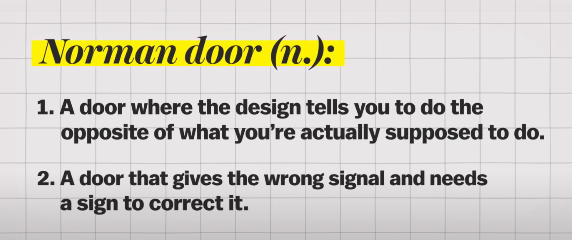 Norman door (n.):
1. A door where the design tells you to do the
opposite of what you're actually supposed to do.
2. A door that gives the wrong signal and needs
a sign to correct it.